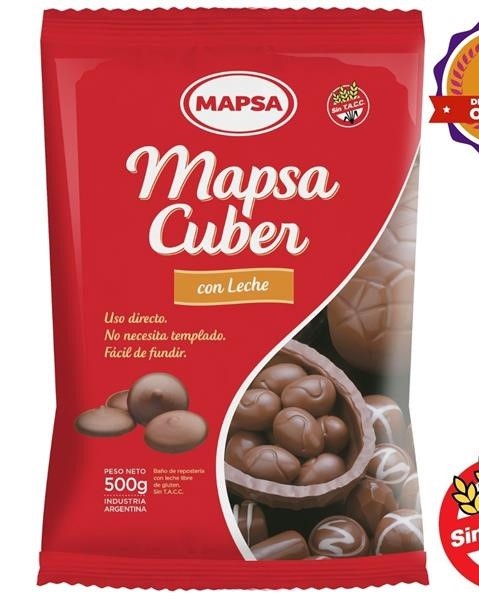 MAPSA
Sin T.A.C.C.
Mapsa
Cuber
con Leche
Uso directo.
No necesita templado.
Fácil de fundir.
PESO NETO
500g
INDUSTRIA
ARGENTINA
Baño de repostería
con leche libre
de gluten.
Sin T.A.C.C.